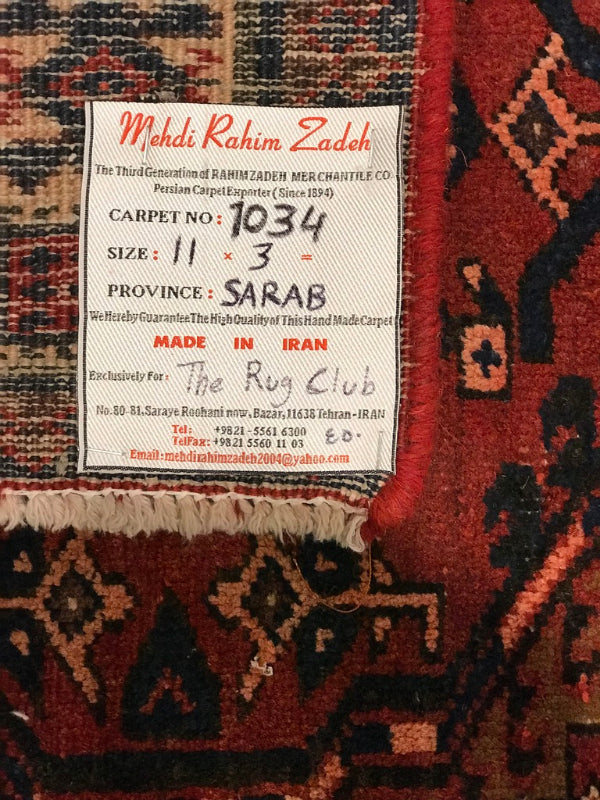 Mehdi Rahim Zadeh
The Third Generation of RAHIMZADEH MERCHANTILE CO
Persian Carpet Exporter ( Since 1894)
CARPET NO : 1034
SIZE : 11 × 3 =
PROVINCE : SARAB
We Hereby Guarantee The High Quality of This Hand Made Carpet
MADE IN IRAN
Exclusively For : The Rug Club
No. 80-81, Saraye Roohani now, Bazar, 11638 Tehran - IRAN
Tel : +9821 - 5561 6300
TelFax : +9821 5560 11 03 ED.
Email : mehdirahimzadeh2004@yahoo.com